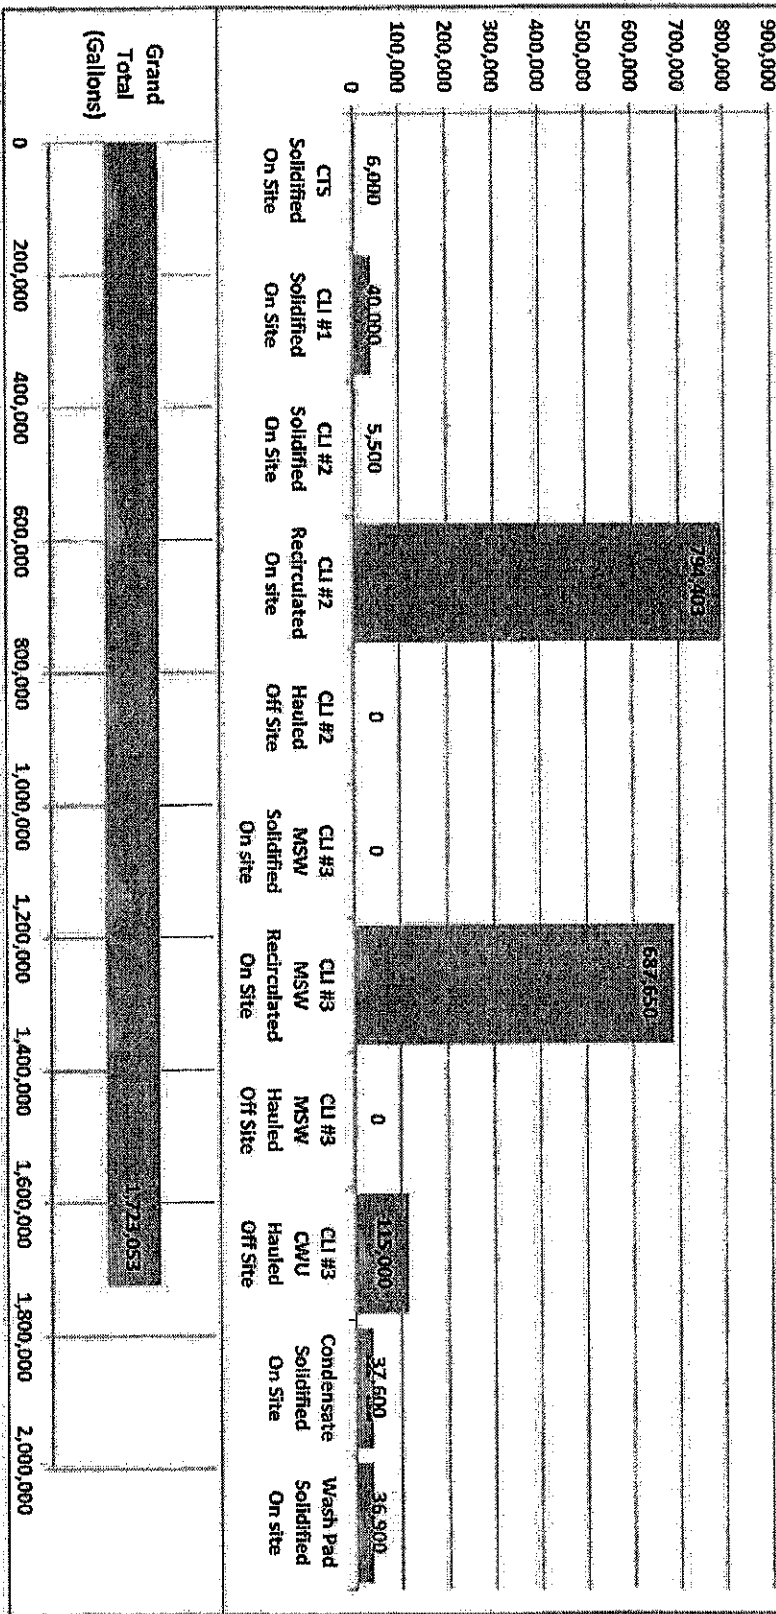 900,000
800,000
700,000
600,000
500,000
400,000
300,000
200,000
100,000
0
6,000
40,000
5,500
794,403
0
0
687,650
0
115,000
37,600
36,900
CTS
Solidified
On Site
CLI #1
Solidified
On Site
CLI #2
Solidified
On Site
CLI #2
Recirculated
On site
CLI #2
Hauled
Off Site
CLI #3
MSW
Solidified
On site
CLI #3
MSW
Recirculated
On Site
CLI #3
MSW
Hauled
Off Site
CLI #3
CWU
Hauled
Off Site
Condensate
Solidified
On Site
Wash Pad
Solidified
On site
Grand
Total
(Gallons)
1,723,053
0
200,000
400,000
600,000
800,000
1,000,000
1,200,000
1,400,000
1,600,000
1,800,000
2,000,000